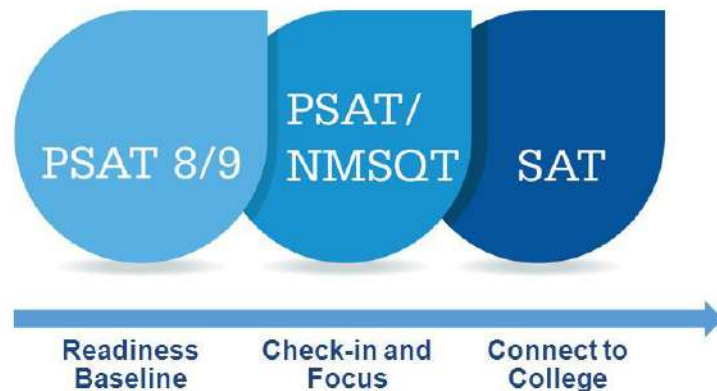 PSAT 8/9
PSAT/
NMSQT
SAT
Readiness
Baseline
Check-in and
Focus
Connect to
College